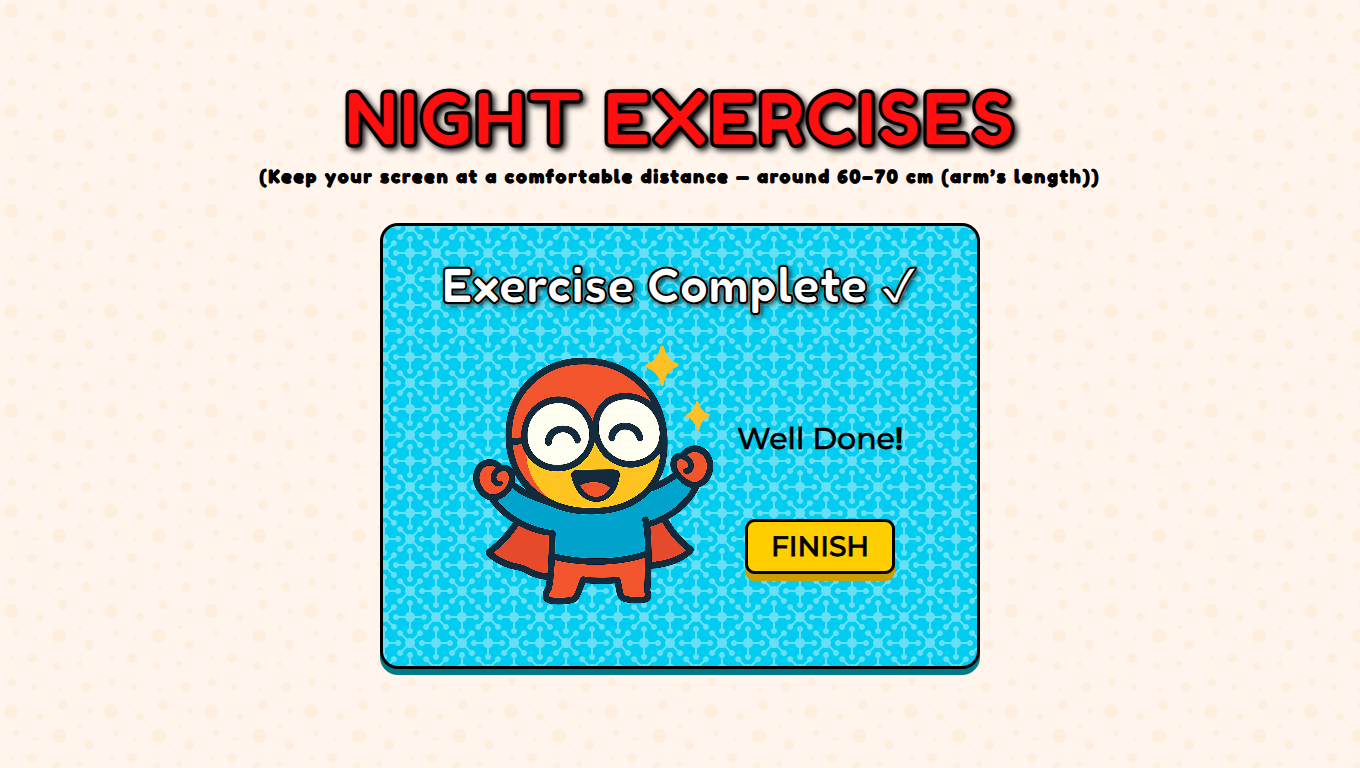 NIGHT EXERCISES
(Keep your screen at a comfortable distance – around 60–70 cm (arm's length))
Exercise Complete ✓
Well Done!
FINISH